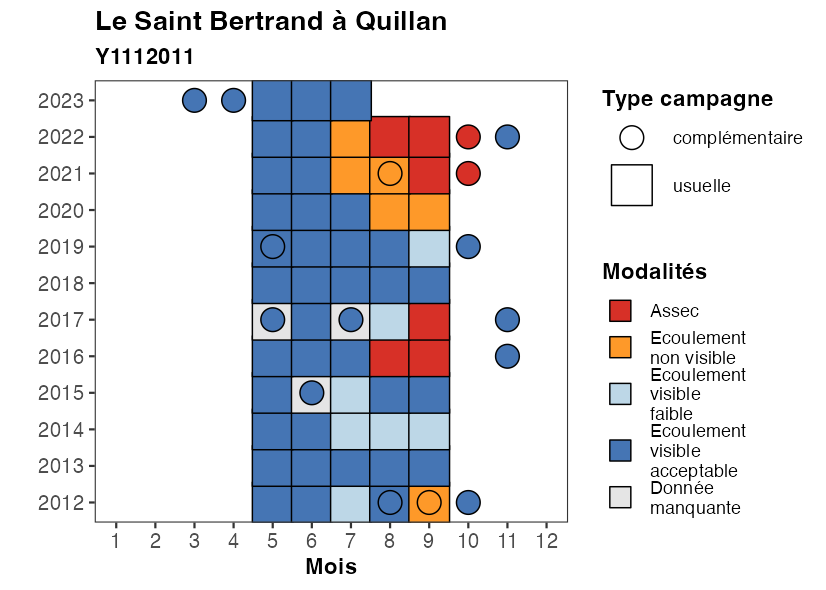 Le Saint Bertrand à Quillan
Y1112011
2023
2022
2021
2020
2019
2018
2017
2016
2015
2014
2013
2012
1 2 3 4 5 6 7 8 9 10 11 12
Mois
Type campagne
complémentaire
usuelle
Modalités
Assec
Ecoulement
non visible
Ecoulement
visible
faible
Ecoulement
visible
acceptable
Donnée
manquante